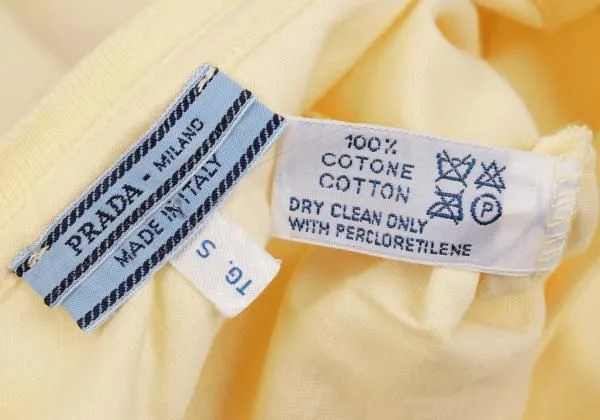 PRADA - MILANO
MADE IN ITALY
TG. S
100%
COTONE
COTTON
DRY CLEAN ONLY
WITH PERCLORETILENE
P